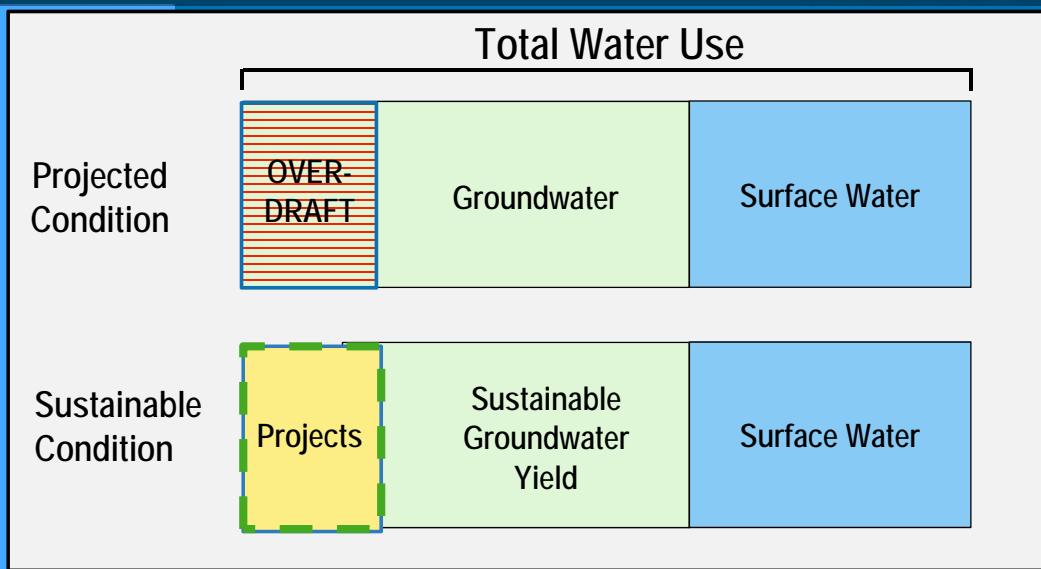 Total Water Use
Projected
Condition
OVER-
DRAFT
Groundwater
Surface Water
Sustainable
Condition
Projects
Sustainable
Groundwater
Yield
Surface Water